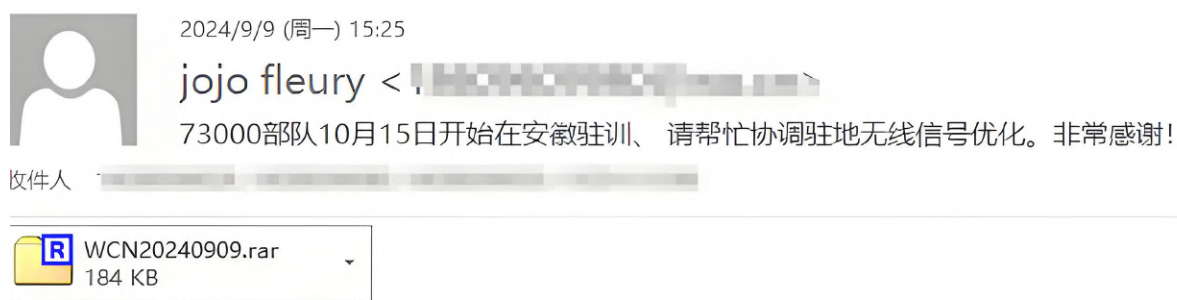 2024/9/9 (周一) 15:25
jojo fleury <
73000部队10月15日开始在安徽驻训、 请帮忙协调驻地无线信号优化。非常感谢!
收件人
R WCN20240909.rar
184 KB